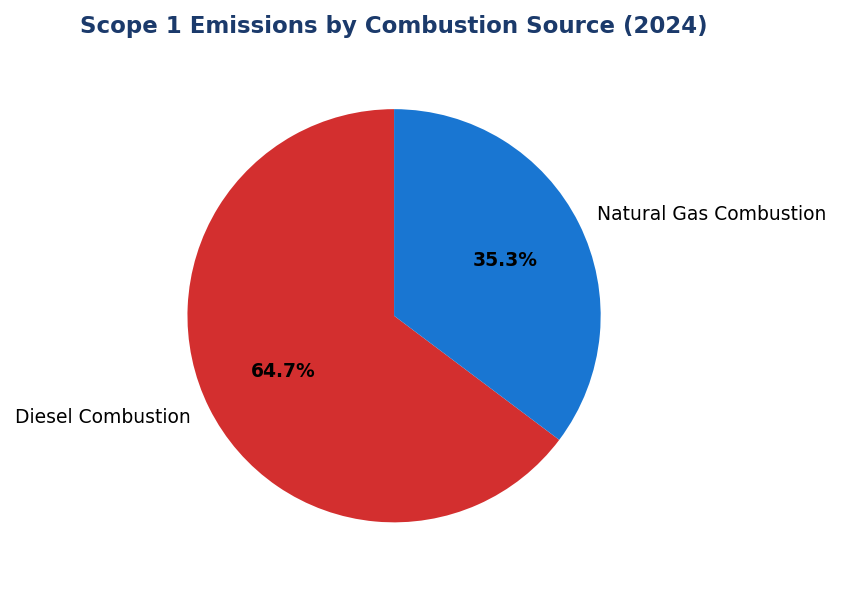 Scope 1 Emissions by Combustion Source (2024)
Natural Gas Combustion
35.3%
64.7%
Diesel Combustion